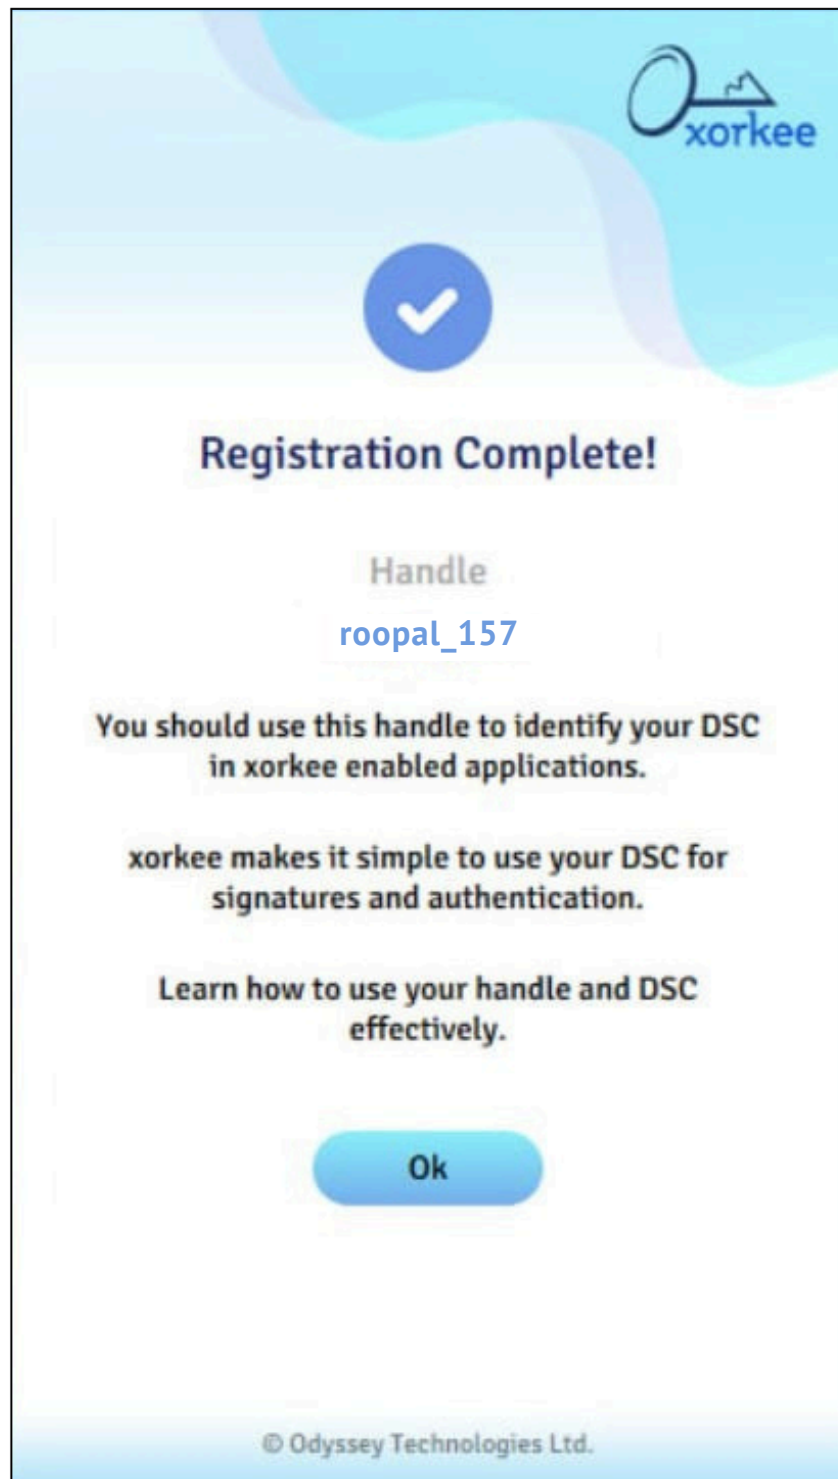 xorkee
Registration Complete!
Handle
roopal_157
You should use this handle to identify your DSC
in xorkee enabled applications.
xorkee makes it simple to use your DSC for
signatures and authentication.
Learn how to use your handle and DSC
effectively.
Ok
© Odyssey Technologies Ltd.